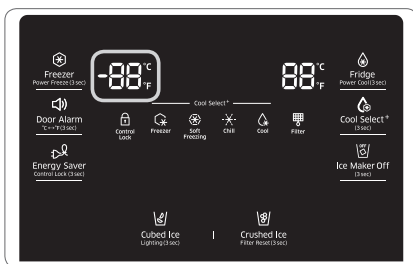 -88 °C °F
88 °C °F
Freezer
Power Freeze (3 sec)
Fridge
Power Cool (3 sec)
Cool Select+
Door Alarm
°C↔°F (3 sec)
Control Lock
Freezer
Soft Freezing
Chill
Cool
Filter
Cool Select+
(3 sec)
Energy Saver
Control Lock (3 sec)
OFF
Ice Maker Off
(3 sec)
Cubed Ice
Lighting (3 sec)
Crushed Ice
Filter Reset (3 sec)